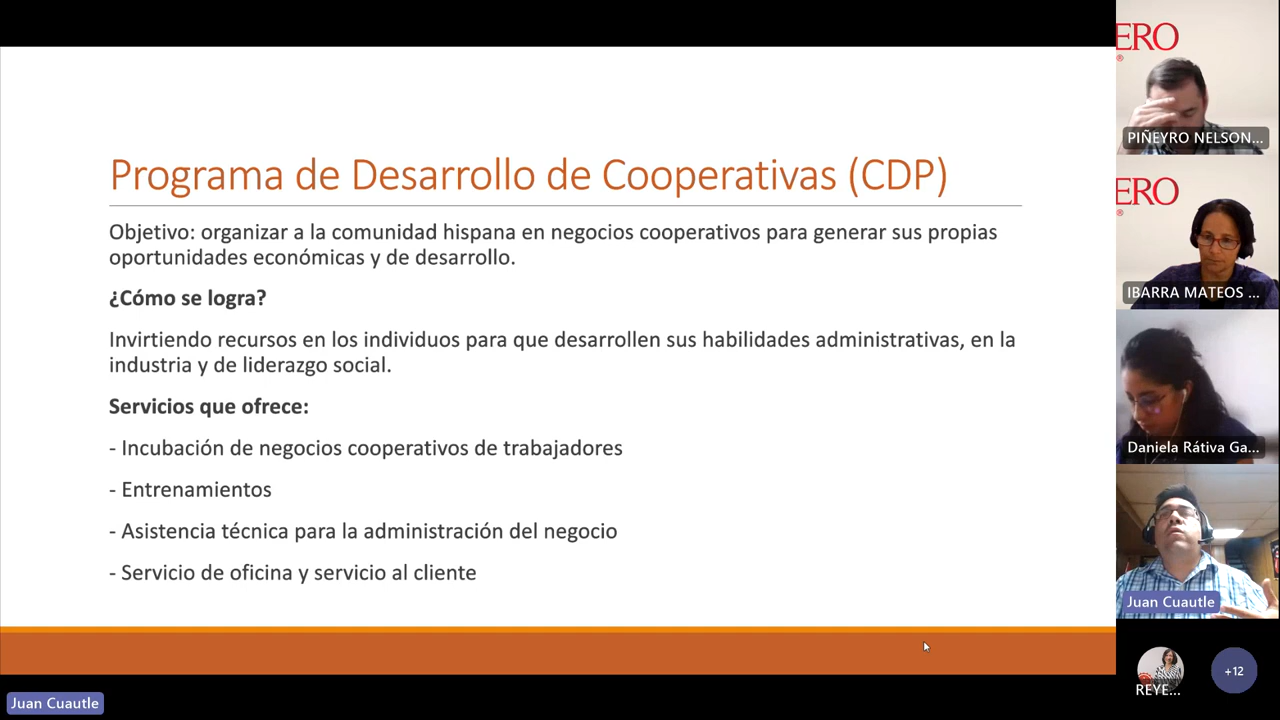 Programa de Desarrollo de Cooperativas (CDP)
Objetivo: organizar a la comunidad hispana en negocios cooperativos para generar sus propias
oportunidades económicas y de desarrollo.
¿Cómo se logra?
Invirtiendo recursos en los individuos para que desarrollen sus habilidades administrativas, en la
industria y de liderazgo social.
Servicios que ofrece:
- Incubación de negocios cooperativos de trabajadores
- Entrenamientos
- Asistencia técnica para la administración del negocio
- Servicio de oficina y servicio al cliente
Juan Cuautle
ERO
®
PIÑEYRO NELSON...
ERO
®
IBARRA MATEOS ...
Daniela Rátiva Ga...
Juan Cuautle
REYE...
+12